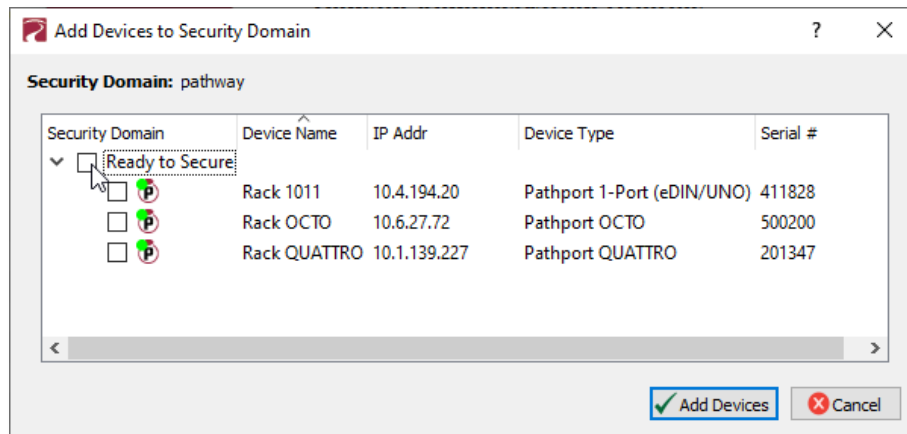 Add Devices to Security Domain
Security Domain: pathway
Security Domain Device Name IP Addr Device Type Serial #
Ready to Secure
Rack 1011 10.4.194.20 Pathport 1-Port (eDIN/UNO) 411828
Rack OCTO 10.6.27.72 Pathport OCTO 500200
Rack QUATTRO 10.1.139.227 Pathport QUATTRO 201347
Add Devices Cancel